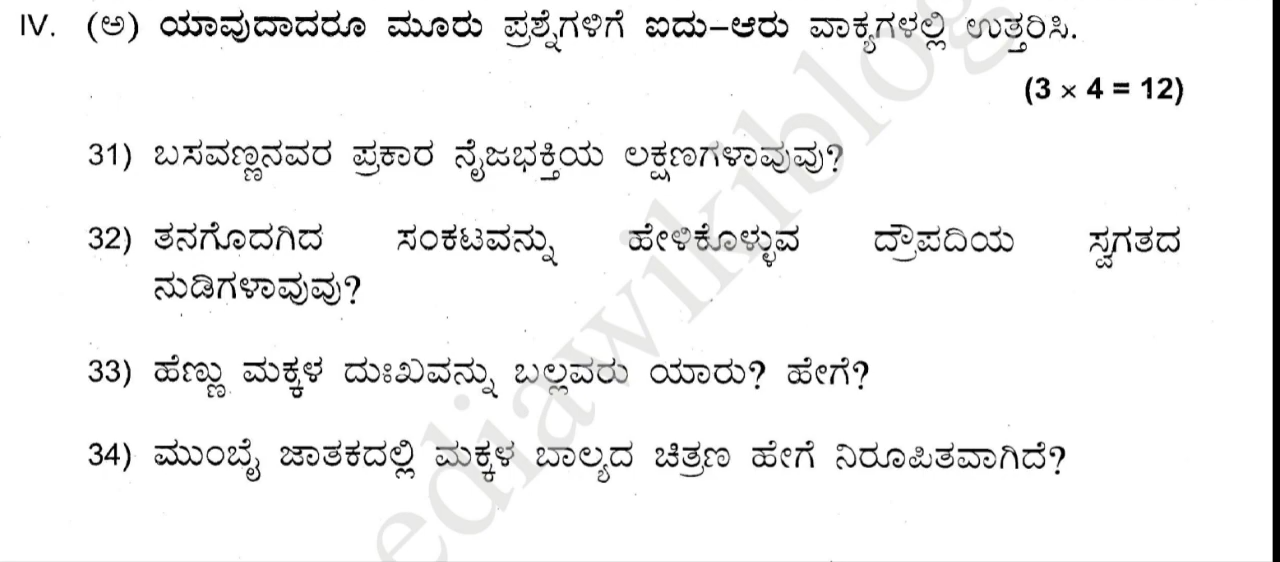 IV. (ಅ) ಯಾವುದಾದರೂ ಮೂರು ಪ್ರಶ್ನೆಗಳಿಗೆ ಐದು–ಆರು ವಾಕ್ಯಗಳಲ್ಲಿ ಉತ್ತರಿಸಿ.
(3 × 4 = 12)
31) ಬಸವಣ್ಣನವರ ಪ್ರಕಾರ ನೈಜಭಕ್ತಿಯ ಲಕ್ಷಣಗಳಾವುವು?
32) ತನಗೊದಗಿದ ಸಂಕಟವನ್ನು ಹೇಳಿಕೊಳ್ಳುವ ದ್ರೌಪದಿಯ ಸ್ವಗತದ
ನುಡಿಗಳಾವುವು?
33) ಹೆಣ್ಣು ಮಕ್ಕಳ ದುಃಖವನ್ನು ಬಲ್ಲವರು ಯಾರು? ಹೇಗೆ?
34) ಮುಂಬೈ ಜಾತಕದಲ್ಲಿ ಮಕ್ಕಳ ಬಾಲ್ಯದ ಚಿತ್ರಣ ಹೇಗೆ ನಿರೂಪಿತವಾಗಿದೆ?
ediawikiblog